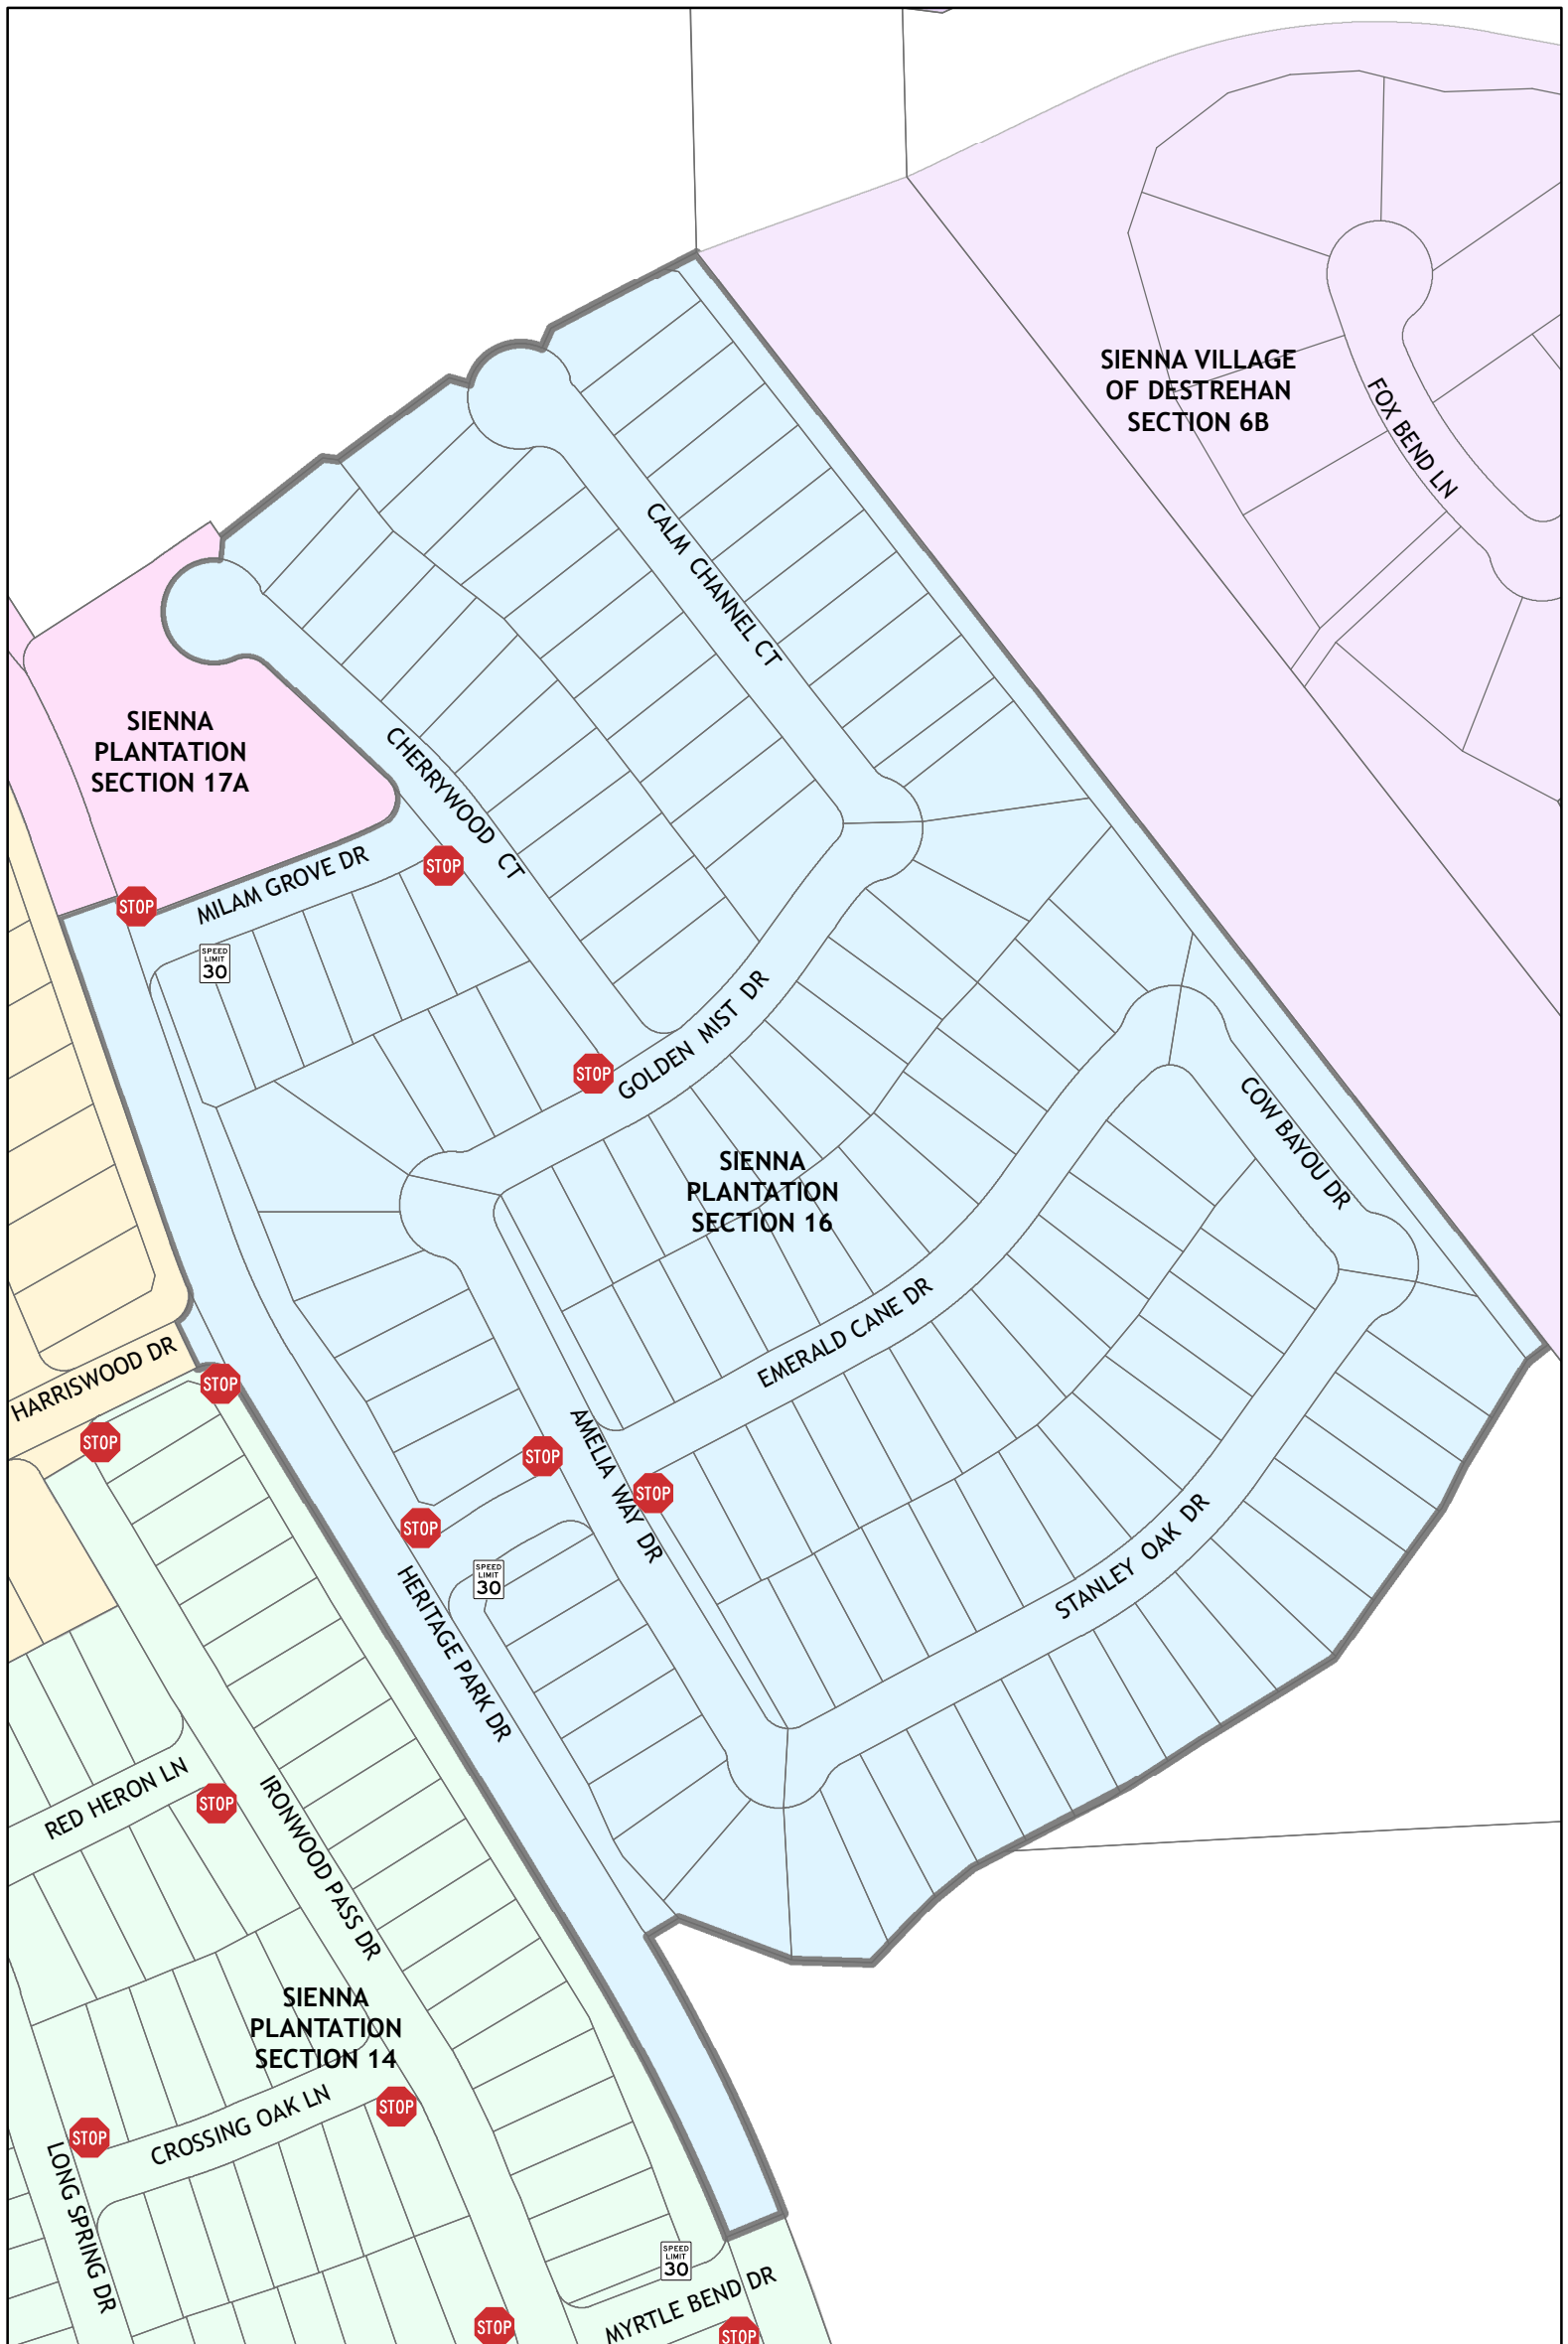 SIENNA VILLAGE
OF DESTREHAN
SECTION 6B
FOX BEND LN
CALM CHANNEL CT
SIENNA
PLANTATION
SECTION 17A
CHERRYWOOD CT
MILAM GROVE DR
STOP
STOP
SPEED
LIMIT
30
GOLDEN MIST DR
STOP
COW BAYOU DR
SIENNA
PLANTATION
SECTION 16
EMERALD CANE DR
HARRISWOOD DR
STOP
STOP
AMELIA WAY DR
STOP
STOP
STOP
STANLEY OAK DR
SPEED
LIMIT
30
HERITAGE PARK DR
RED HERON LN
STOP
IRONWOOD PASS DR
SIENNA
PLANTATION
SECTION 14
CROSSING OAK LN
STOP
STOP
LONG SPRING DR
SPEED
LIMIT
30
MYRTLE BEND DR
STOP
STOP